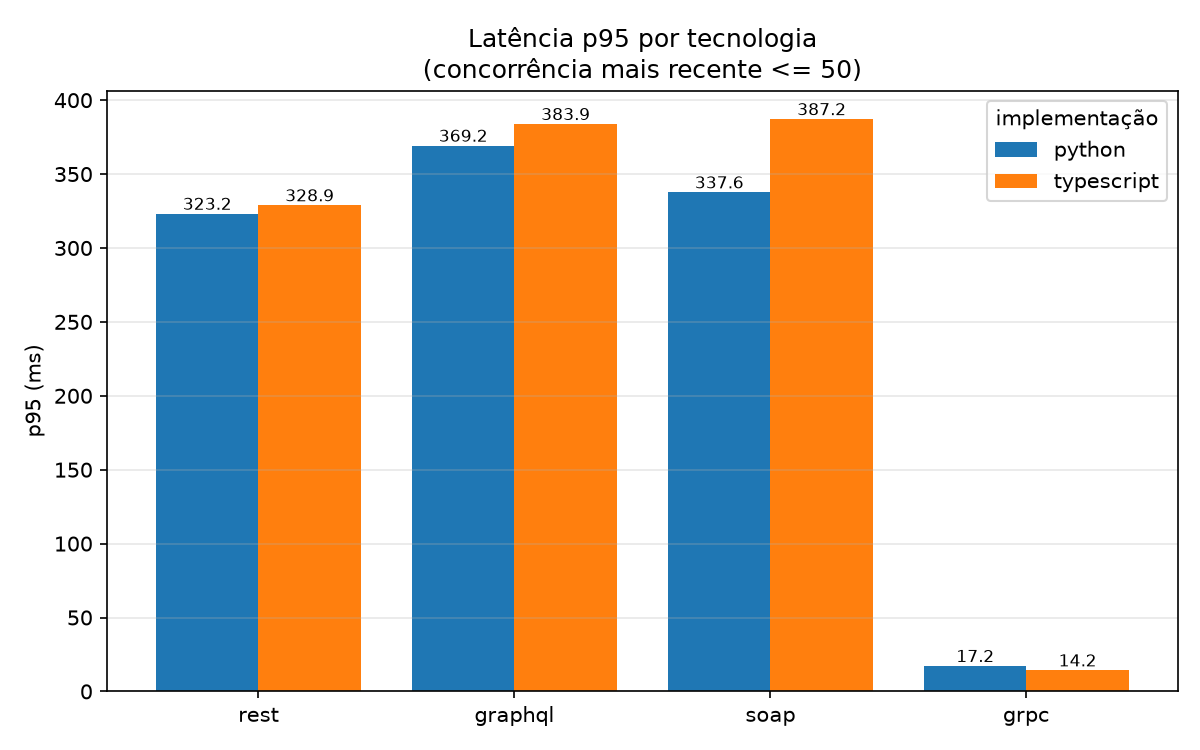 Latência p95 por tecnologia
(concorrência mais recente <= 50)
p95 (ms)
400
350
300
250
200
150
100
50
0
323.2
328.9
369.2
383.9
337.6
387.2
17.2
14.2
implementação
python
typescript
rest
graphql
soap
grpc